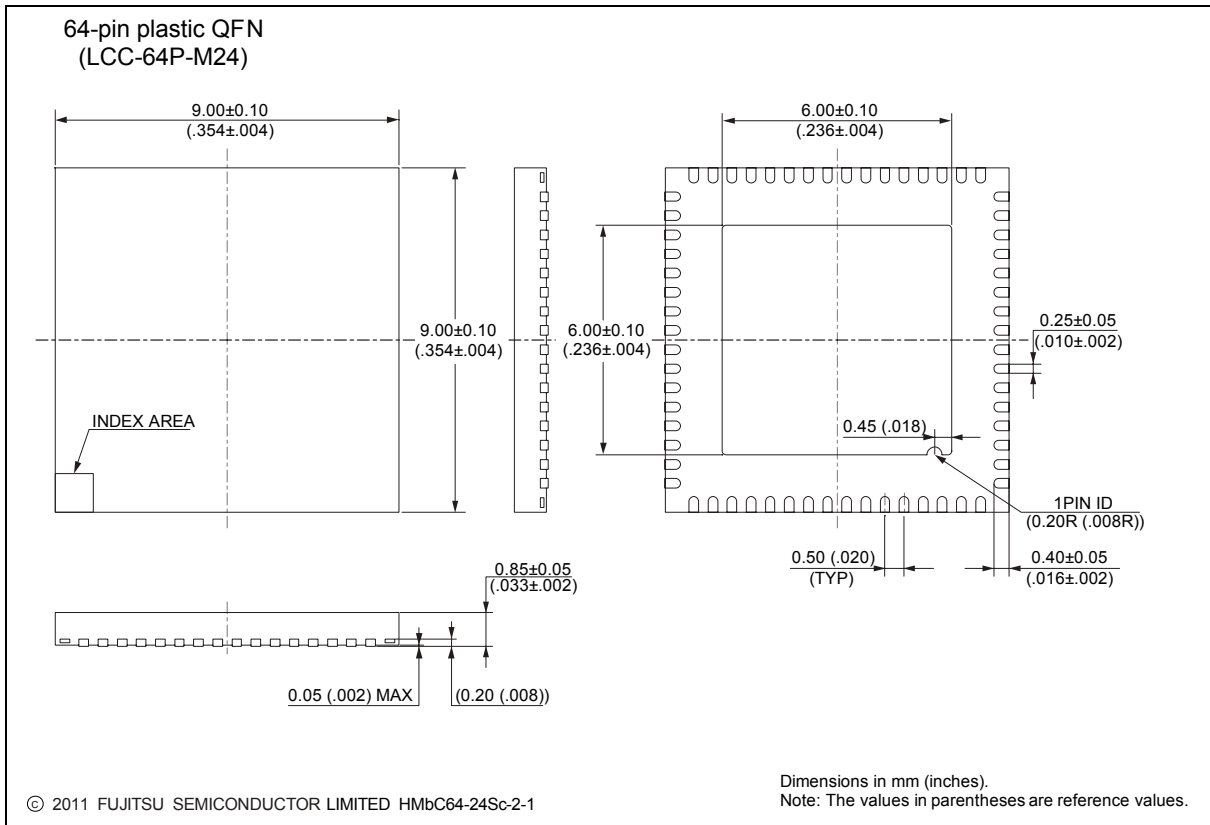 64-pin plastic QFN
(LCC-64P-M24)
9.00±0.10
(.354±.004)
6.00±0.10
(.236±.004)
9.00±0.10
(.354±.004)
6.00±0.10
(.236±.004)
0.25±0.05
(.010±.002)
INDEX AREA
0.45 (.018)
1PIN ID
(0.20R (.008R))
0.50 (.020)
(TYP)
0.40±0.05
(.016±.002)
0.85±0.05
(.033±.002)
0.05 (.002) MAX
(0.20 (.008))
© 2011 FUJITSU SEMICONDUCTOR LIMITED HMbC64-24Sc-2-1
Dimensions in mm (inches).
Note: The values in parentheses are reference values.